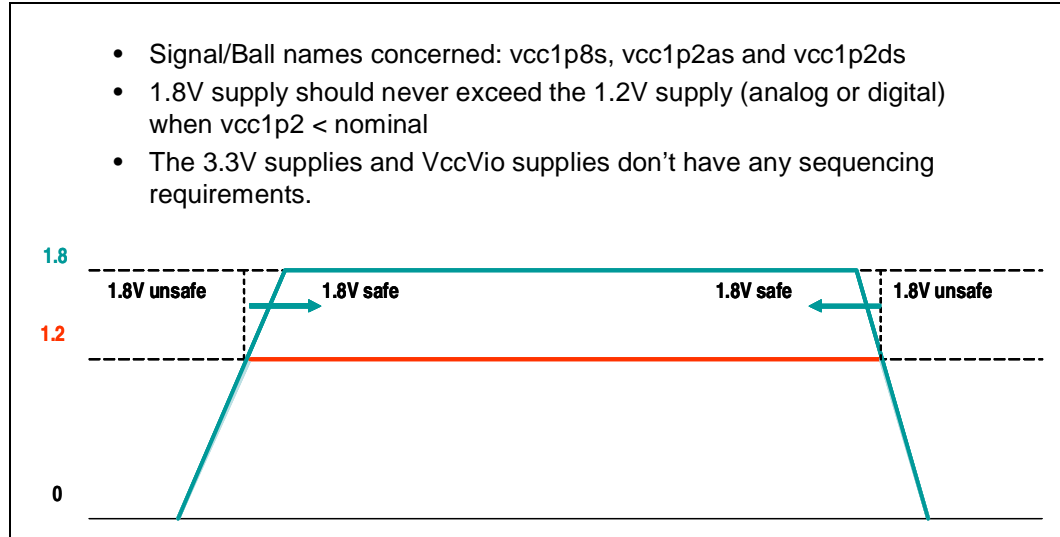 • Signal/Ball names concerned: vcc1p8s, vcc1p2as and vcc1p2ds
• 1.8V supply should never exceed the 1.2V supply (analog or digital)
when vcc1p2 < nominal
• The 3.3V supplies and VccVio supplies don't have any sequencing
requirements.
1.8
1.8V unsafe 1.8V safe 1.8V safe 1.8V unsafe
1.2
0